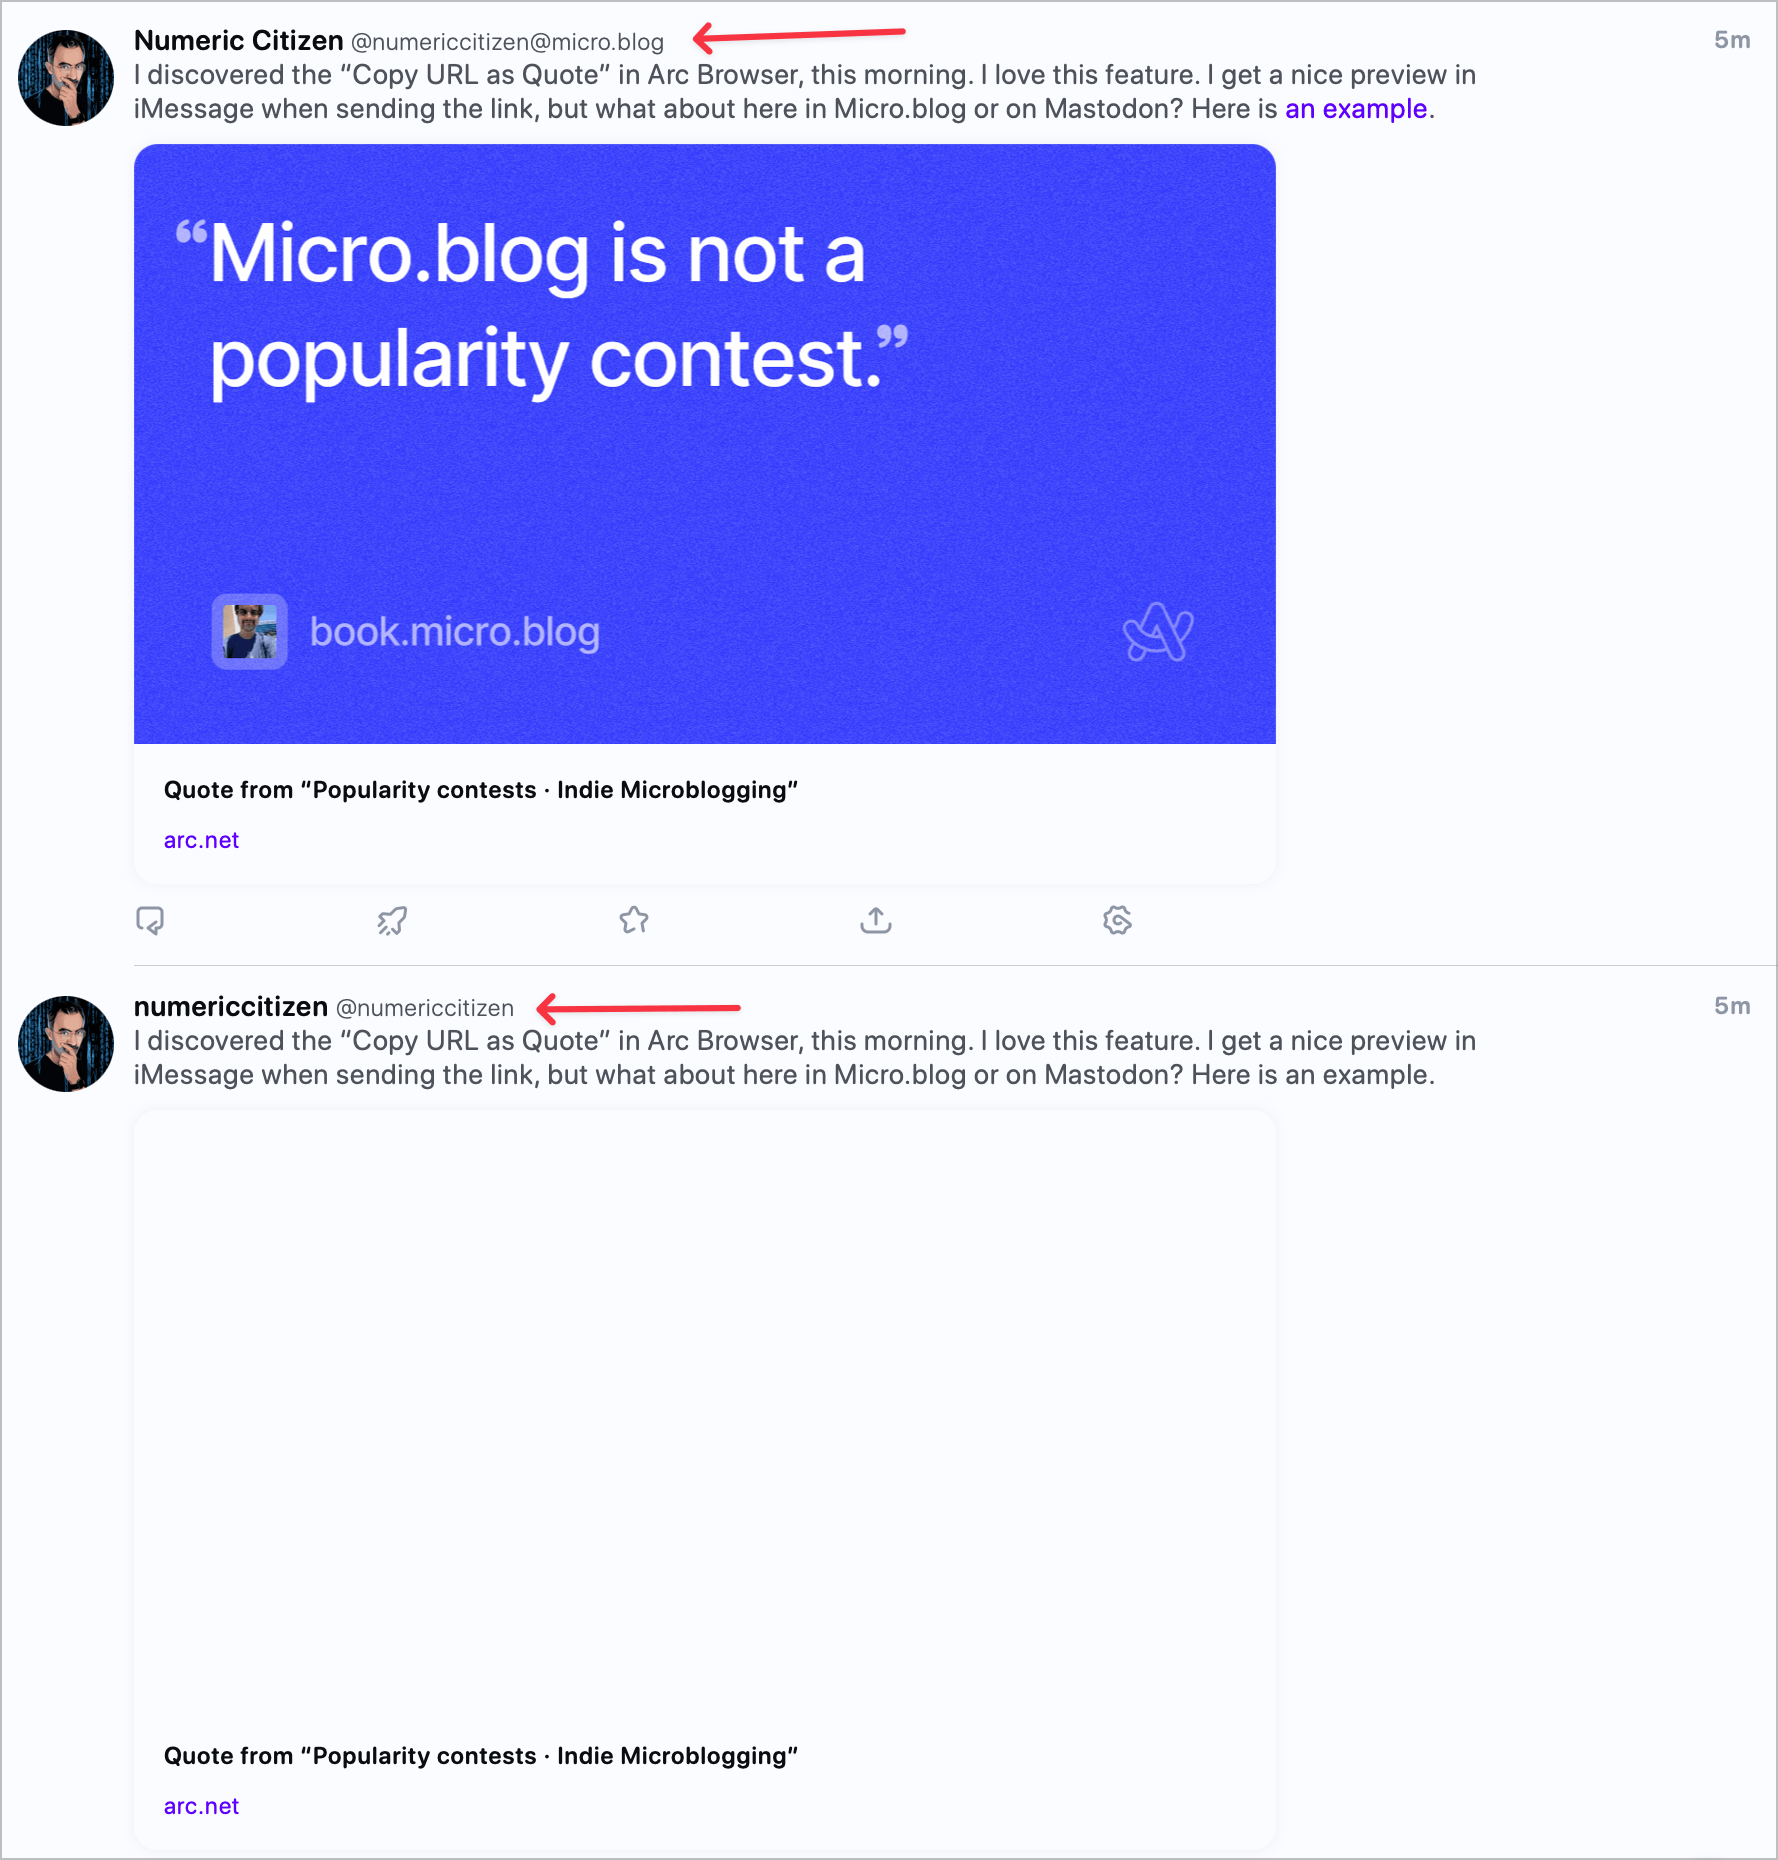 Numeric Citizen @numericcitizen@micro.blog 5m
I discovered the “Copy URL as Quote” in Arc Browser, this morning. I love this feature. I get a nice preview in
iMessage when sending the link, but what about here in Micro.blog or on Mastodon? Here is an example.
“Micro.blog is not a
popularity contest.”
book.micro.blog
Quote from “Popularity contests · Indie Microblogging”
arc.net
numericcitizen @numericcitizen 5m
I discovered the “Copy URL as Quote” in Arc Browser, this morning. I love this feature. I get a nice preview in
iMessage when sending the link, but what about here in Micro.blog or on Mastodon? Here is an example.
Quote from “Popularity contests · Indie Microblogging”
arc.net